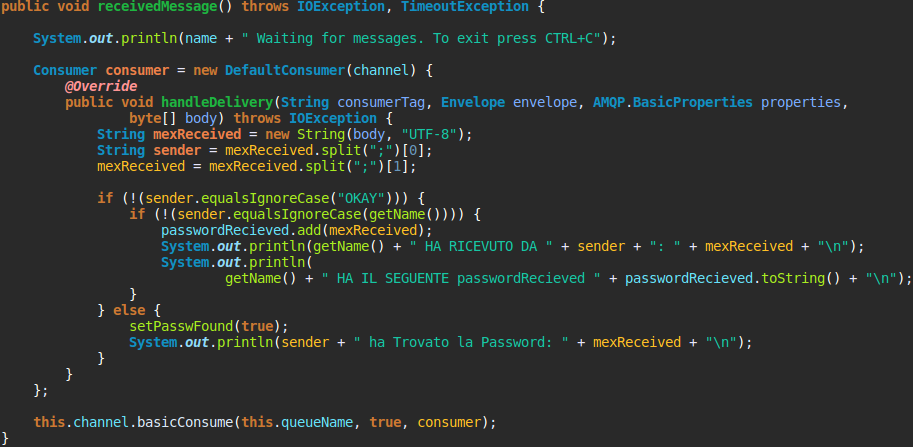 public void receivedMessage() throws IOException, TimeoutException {
System.out.println(name + " Waiting for messages. To exit press CTRL+C");
Consumer consumer = new DefaultConsumer(channel) {
@Override
public void handleDelivery(String consumerTag, Envelope envelope, AMQP.BasicProperties properties,
byte[] body) throws IOException {
String mexReceived = new String(body, "UTF-8");
String sender = mexReceived.split(";")[0];
mexReceived = mexReceived.split(";")[1];
if (!(sender.equalsIgnoreCase("OKAY"))) {
if (!(sender.equalsIgnoreCase(getName()))) {
passwordRecieved.add(mexReceived);
System.out.println(getName() + " HA RICEVUTO DA " + sender + ": " + mexReceived + "\n");
System.out.println(
getName() + " HA IL SEGUENTE passwordRecieved " + passwordRecieved.toString() + "\n");
}
} else {
setPasswFound(true);
System.out.println(sender + " ha Trovato la Password: " + mexReceived + "\n");
}
}
};
this.channel.basicConsume(this.queueName, true, consumer);
}